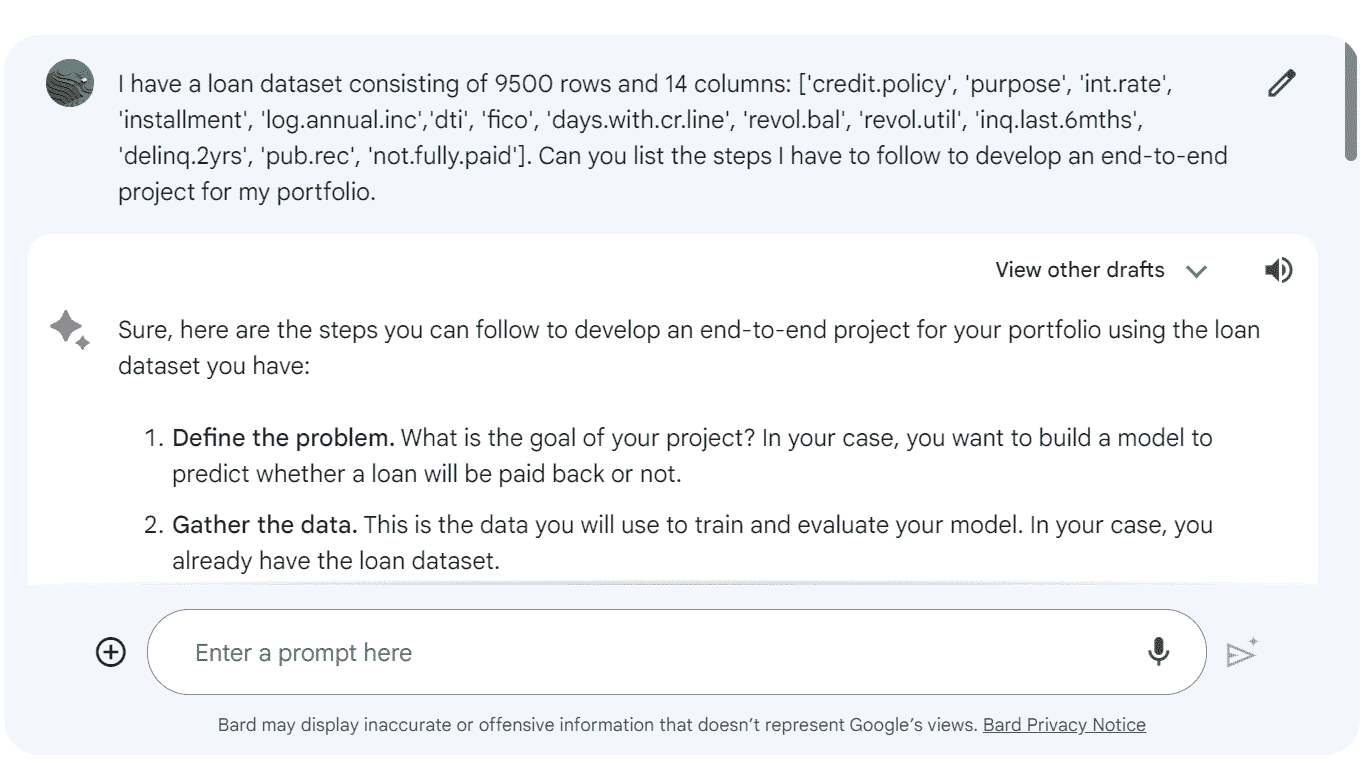 I have a loan dataset consisting of 9500 rows and 14 columns: ['credit.policy', 'purpose', 'int.rate',
'installment', 'log.annual.inc','dti', 'fico', 'days.with.cr.line', 'revol.bal', 'revol.util', 'inq.last.6mths',
'delinq.2yrs', 'pub.rec', 'not.fully.paid']. Can you list the steps I have to follow to develop an end-to-end
project for my portfolio.
View other drafts
Sure, here are the steps you can follow to develop an end-to-end project for your portfolio using the loan
dataset you have:
1. Define the problem. What is the goal of your project? In your case, you want to build a model to
predict whether a loan will be paid back or not.
2. Gather the data. This is the data you will use to train and evaluate your model. In your case, you
already have the loan dataset.
Enter a prompt here
Bard may display inaccurate or offensive information that doesn't represent Google's views. Bard Privacy Notice